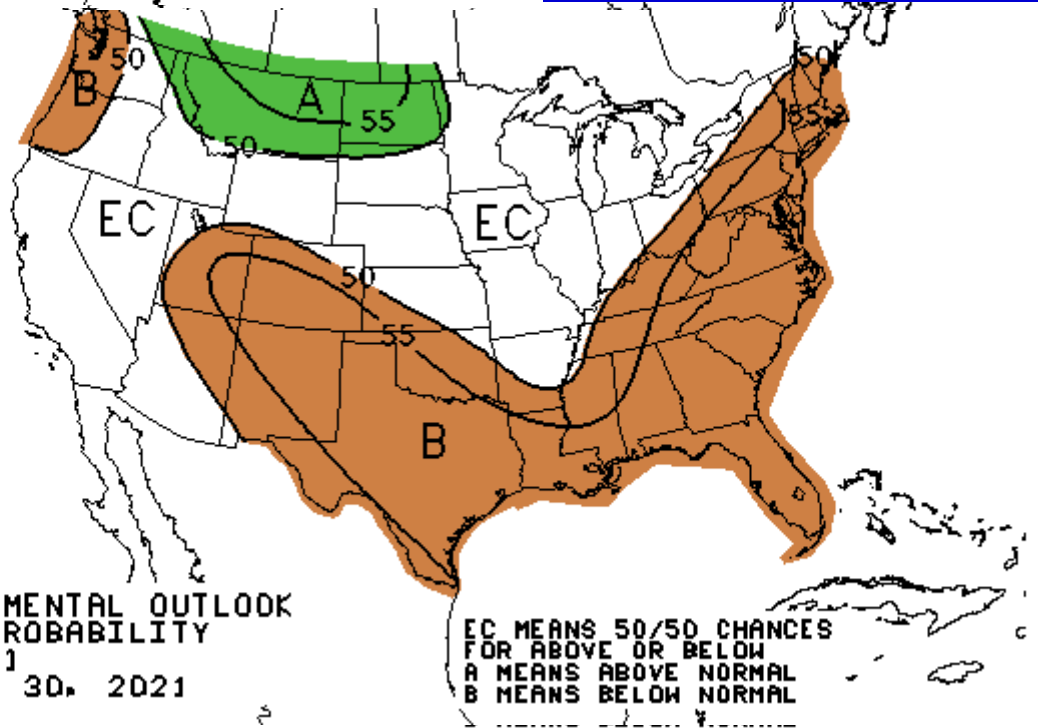 50
50
B
A
55
55
50
EC
EC
50
55
B
MENTAL OUTLOOK
ROBABILITY
30, 2021
EC MEANS 50/50 CHANCES
FOR ABOVE OR BELOW
A MEANS ABOVE NORMAL
B MEANS BELOW NORMAL